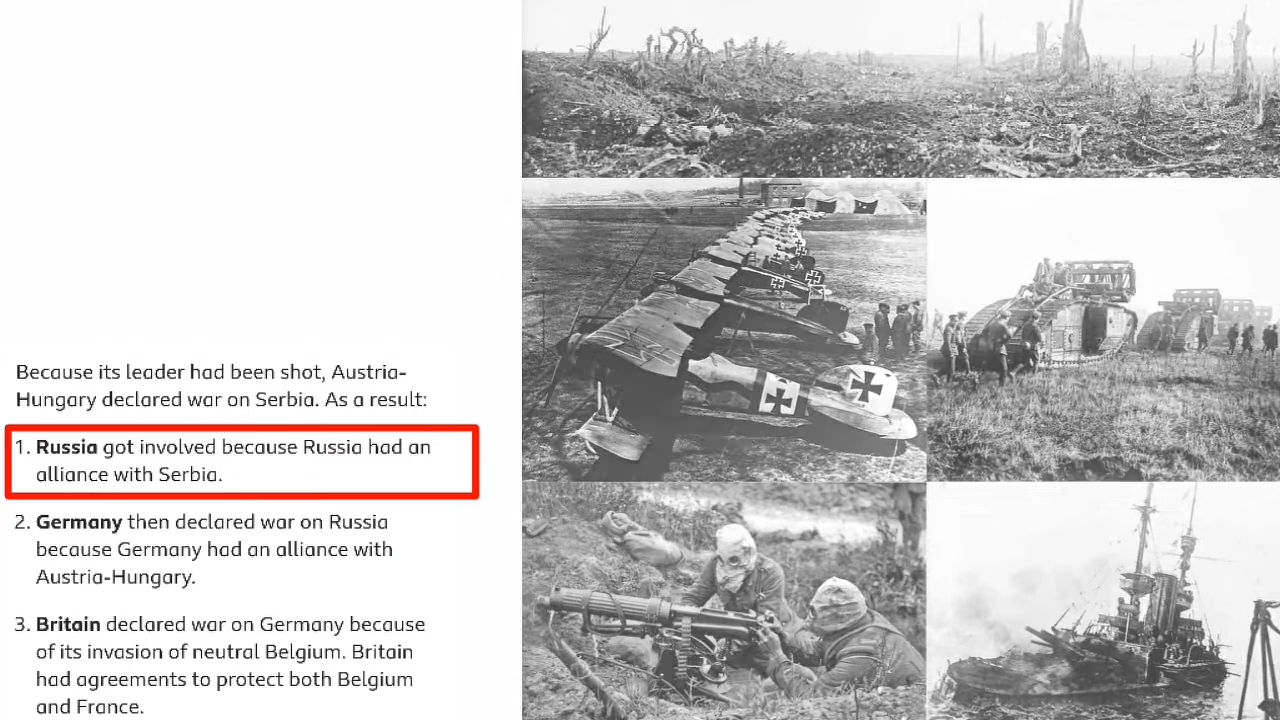 Because its leader had been shot, Austria-
Hungary declared war on Serbia. As a result:
1. Russia got involved because Russia had an
alliance with Serbia.
2. Germany then declared war on Russia
because Germany had an alliance with
Austria-Hungary.
3. Britain declared war on Germany because
of its invasion of neutral Belgium. Britain
had agreements to protect both Belgium
and France.